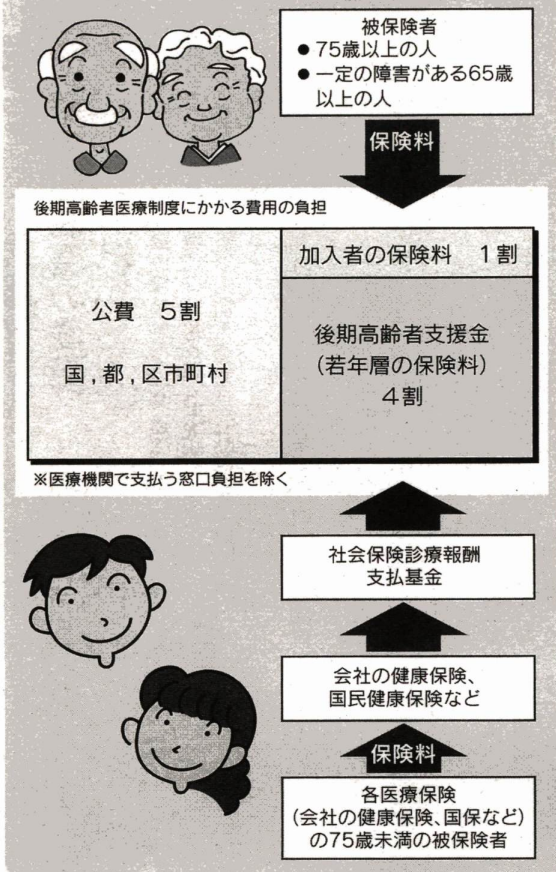 被保険者
● 75歳以上の人
● 一定の障害がある65歳
以上の人
保険料
後期高齢者医療制度にかかる費用の負担
公費 5割
国,都,区市町村
加入者の保険料 1割
後期高齢者支援金
(若年層の保険料)
4割
※医療機関で支払う窓口負担を除く
社会保険診療報酬
支払基金
会社の健康保険、
国民健康保険など
保険料
各医療保険
(会社の健康保険、国保など)
の75歳未満の被保険者